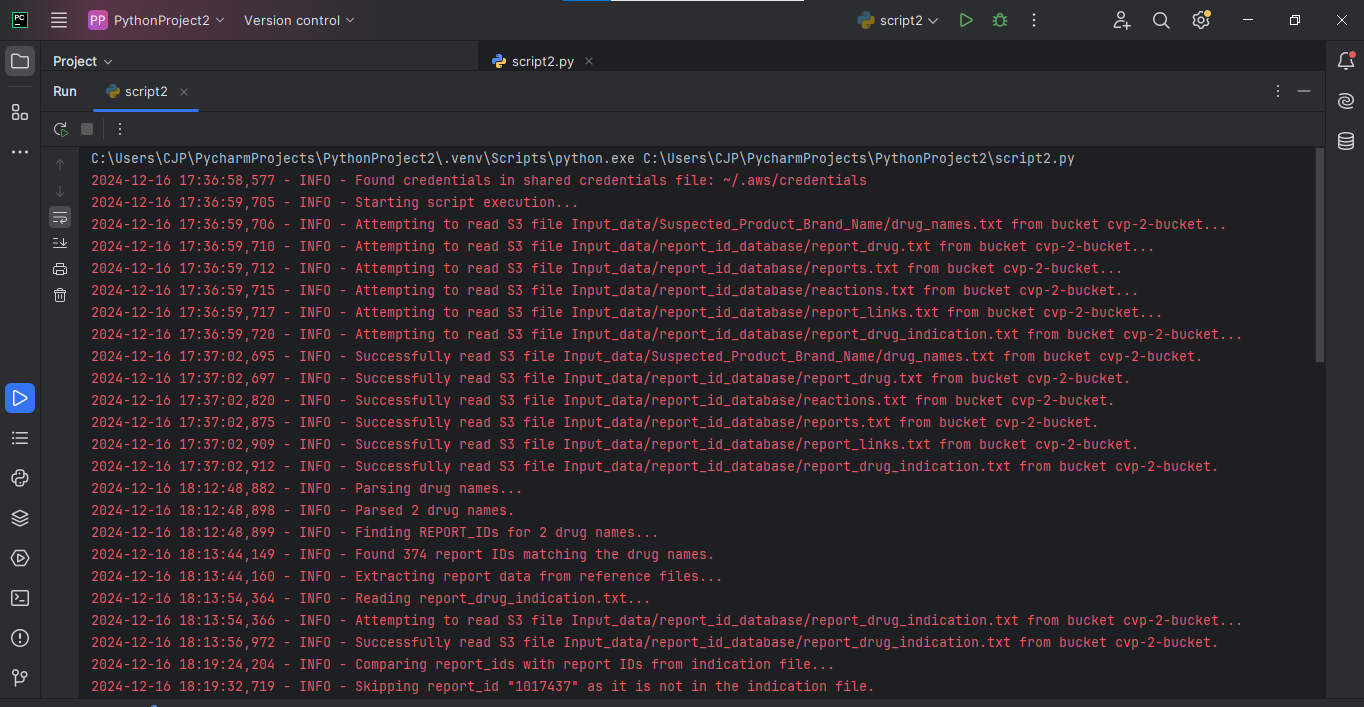 PC
PP PythonProject2 Version control script2
Project script2.py
Run script2
C:\Users\CJP\PycharmProjects\PythonProject2\.venv\Scripts\python.exe C:\Users\CJP\PycharmProjects\PythonProject2\script2.py
2024-12-16 17:36:58,577 - INFO - Found credentials in shared credentials file: ~/.aws/credentials
2024-12-16 17:36:59,705 - INFO - Starting script execution...
2024-12-16 17:36:59,706 - INFO - Attempting to read S3 file Input_data/Suspected_Product_Brand_Name/drug_names.txt from bucket cvp-2-bucket...
2024-12-16 17:36:59,710 - INFO - Attempting to read S3 file Input_data/report_id_database/report_drug.txt from bucket cvp-2-bucket...
2024-12-16 17:36:59,712 - INFO - Attempting to read S3 file Input_data/report_id_database/reports.txt from bucket cvp-2-bucket...
2024-12-16 17:36:59,715 - INFO - Attempting to read S3 file Input_data/report_id_database/reactions.txt from bucket cvp-2-bucket...
2024-12-16 17:36:59,717 - INFO - Attempting to read S3 file Input_data/report_id_database/report_links.txt from bucket cvp-2-bucket...
2024-12-16 17:36:59,720 - INFO - Attempting to read S3 file Input_data/report_id_database/report_drug_indication.txt from bucket cvp-2-bucket...
2024-12-16 17:37:02,695 - INFO - Successfully read S3 file Input_data/Suspected_Product_Brand_Name/drug_names.txt from bucket cvp-2-bucket.
2024-12-16 17:37:02,697 - INFO - Successfully read S3 file Input_data/report_id_database/report_drug.txt from bucket cvp-2-bucket.
2024-12-16 17:37:02,820 - INFO - Successfully read S3 file Input_data/report_id_database/reactions.txt from bucket cvp-2-bucket.
2024-12-16 17:37:02,875 - INFO - Successfully read S3 file Input_data/report_id_database/reports.txt from bucket cvp-2-bucket.
2024-12-16 17:37:02,909 - INFO - Successfully read S3 file Input_data/report_id_database/report_links.txt from bucket cvp-2-bucket.
2024-12-16 17:37:02,912 - INFO - Successfully read S3 file Input_data/report_id_database/report_drug_indication.txt from bucket cvp-2-bucket.
2024-12-16 18:12:48,882 - INFO - Parsing drug names...
2024-12-16 18:12:48,898 - INFO - Parsed 2 drug names.
2024-12-16 18:12:48,899 - INFO - Finding REPORT_IDs for 2 drug names...
2024-12-16 18:13:44,149 - INFO - Found 374 report IDs matching the drug names.
2024-12-16 18:13:44,160 - INFO - Extracting report data from reference files...
2024-12-16 18:13:54,364 - INFO - Reading report_drug_indication.txt...
2024-12-16 18:13:54,366 - INFO - Attempting to read S3 file Input_data/report_id_database/report_drug_indication.txt from bucket cvp-2-bucket...
2024-12-16 18:13:56,972 - INFO - Successfully read S3 file Input_data/report_id_database/report_drug_indication.txt from bucket cvp-2-bucket.
2024-12-16 18:19:24,204 - INFO - Comparing report_ids with report IDs from indication file...
2024-12-16 18:19:32,719 - INFO - Skipping report_id "1017437" as it is not in the indication file.